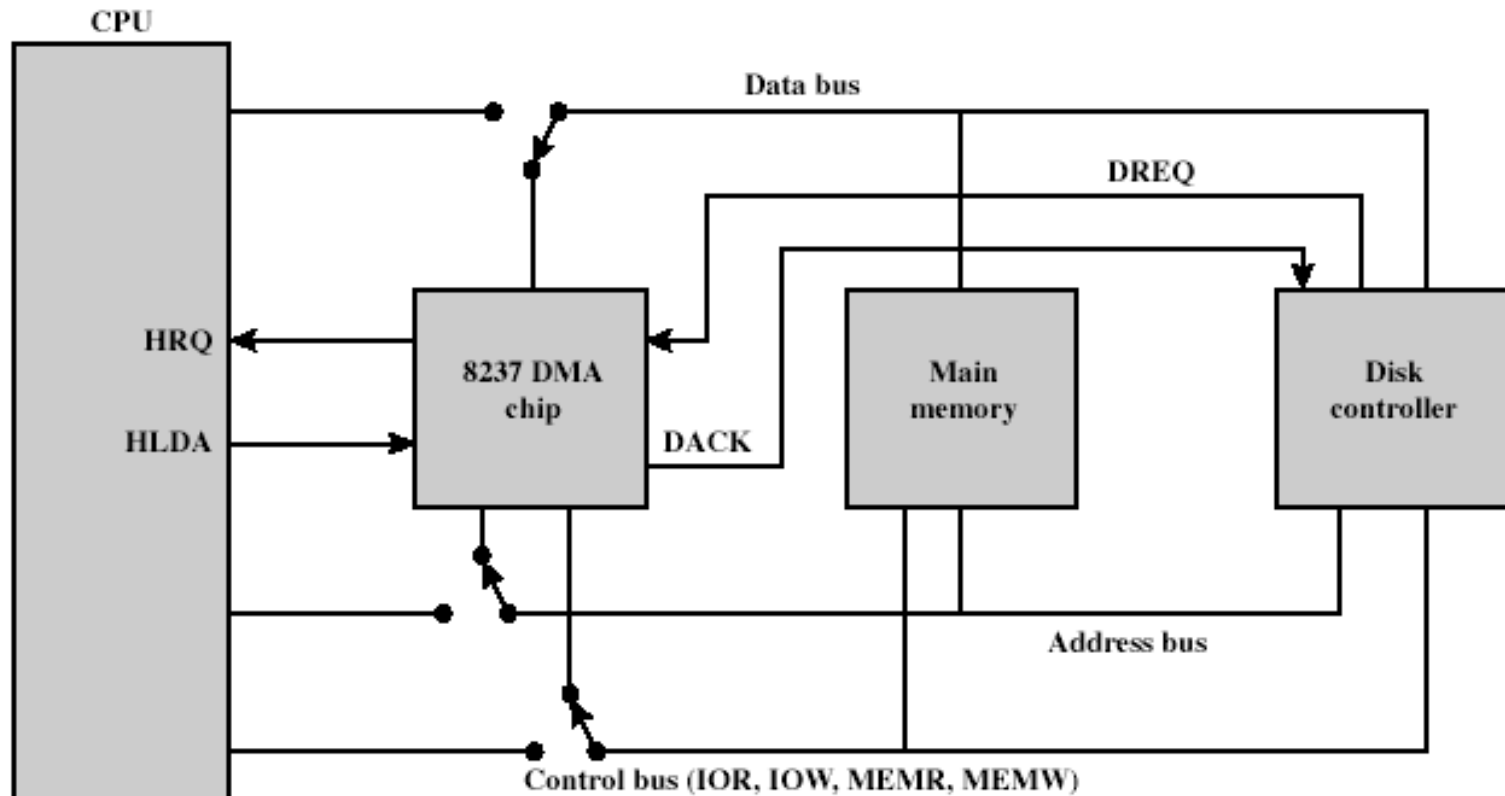 CPU
Data bus
DREQ
HRQ
8237 DMA
chip
Main
memory
Disk
controller
HLDA
DACK
Address bus
Control bus (IOR, IOW, MEMR, MEMW)